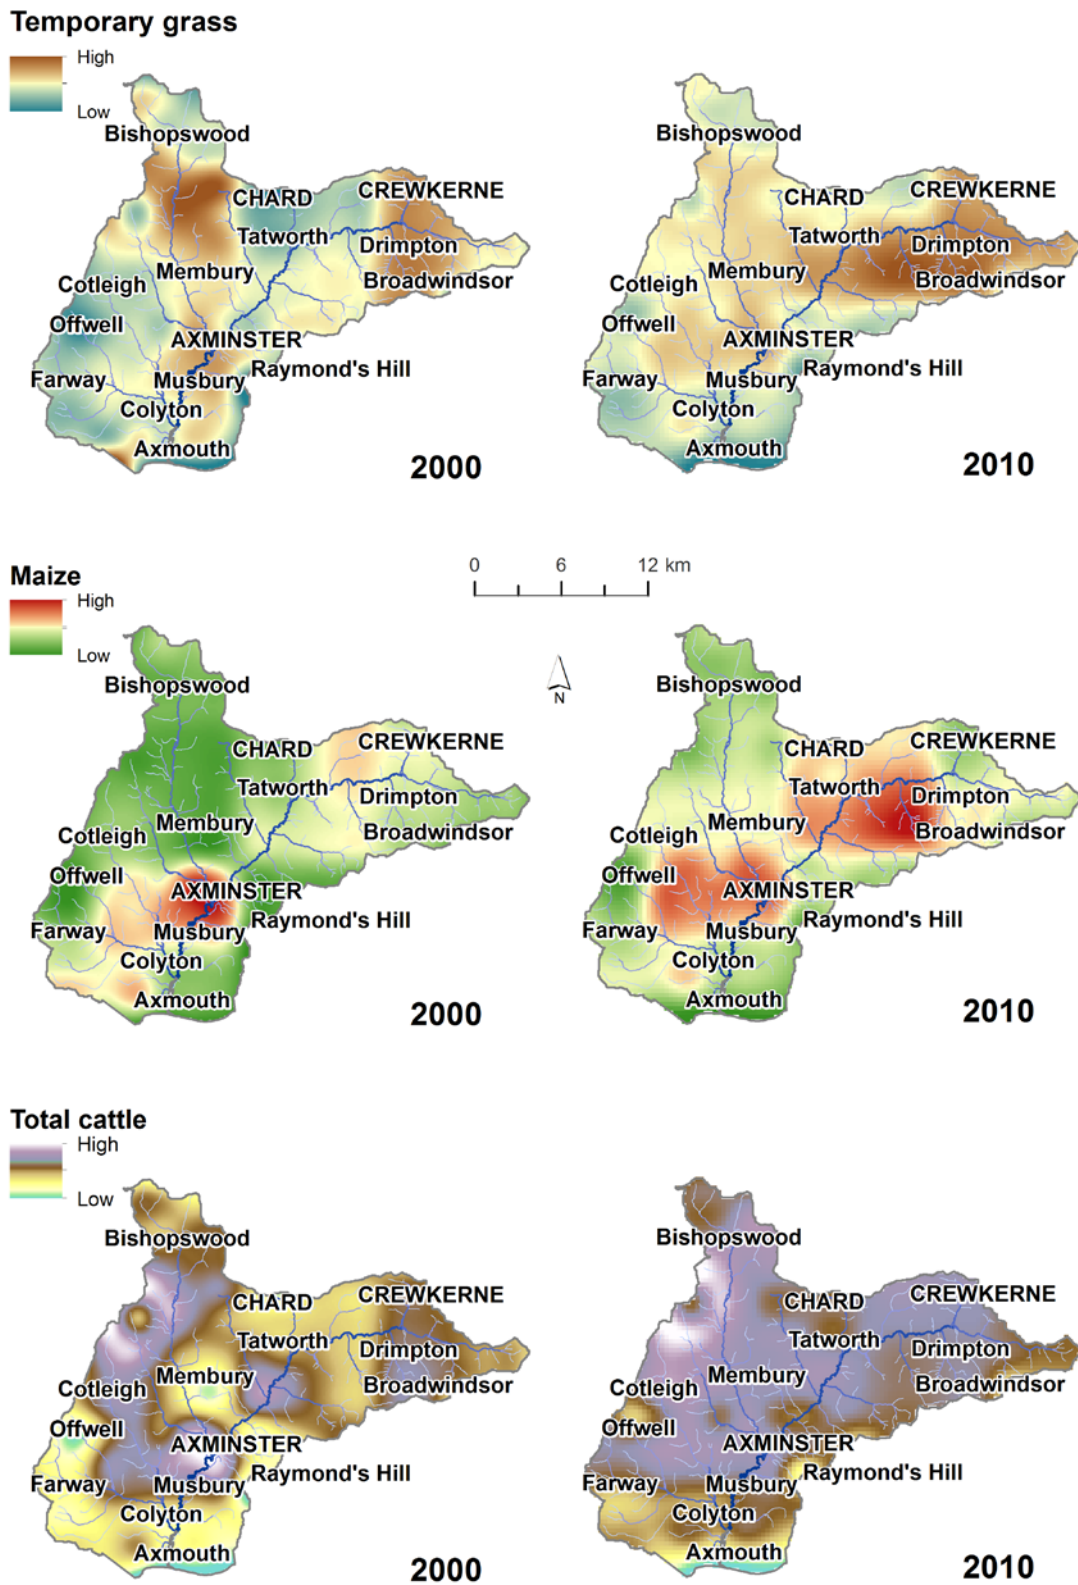 Temporary grass
High
Low
Bishopswood
CHARD
CREWKERNE
Tatworth
Drimpton
Membury
Broadwindsor
Cotleigh
Offwell
AXMINSTER
Raymond's Hill
Farway
Musbury
Colyton
Axmouth
2000
Bishopswood
CREWKERNE
CHARD
Tatworth
Drimpton
Membury
Broadwindsor
Cotleigh
Offwell
AXMINSTER
Raymond's Hill
Farway
Musbury
Colyton
Axmouth
2010
0 6 12 km
N
Maize
High
Low
Bishopswood
CHARD
CREWKERNE
Tatworth
Drimpton
Membury
Broadwindsor
Cotleigh
Offwell
AXMINSTER
Raymond's Hill
Farway
Musbury
Colyton
Axmouth
2000
Bishopswood
CREWKERNE
CHARD
Tatworth
Drimpton
Membury
Broadwindsor
Cotleigh
Offwell
AXMINSTER
Raymond's Hill
Farway
Musbury
Colyton
Axmouth
2010
Total cattle
High
Low
Bishopswood
CHARD
CREWKERNE
Tatworth
Drimpton
Membury
Broadwindsor
Cotleigh
Offwell
AXMINSTER
Raymond's Hill
Farway
Musbury
Colyton
Axmouth
2000
Bishopswood
CREWKERNE
CHARD
Tatworth
Drimpton
Membury
Broadwindsor
Cotleigh
Offwell
AXMINSTER
Raymond's Hill
Farway
Musbury
Colyton
Axmouth
2010